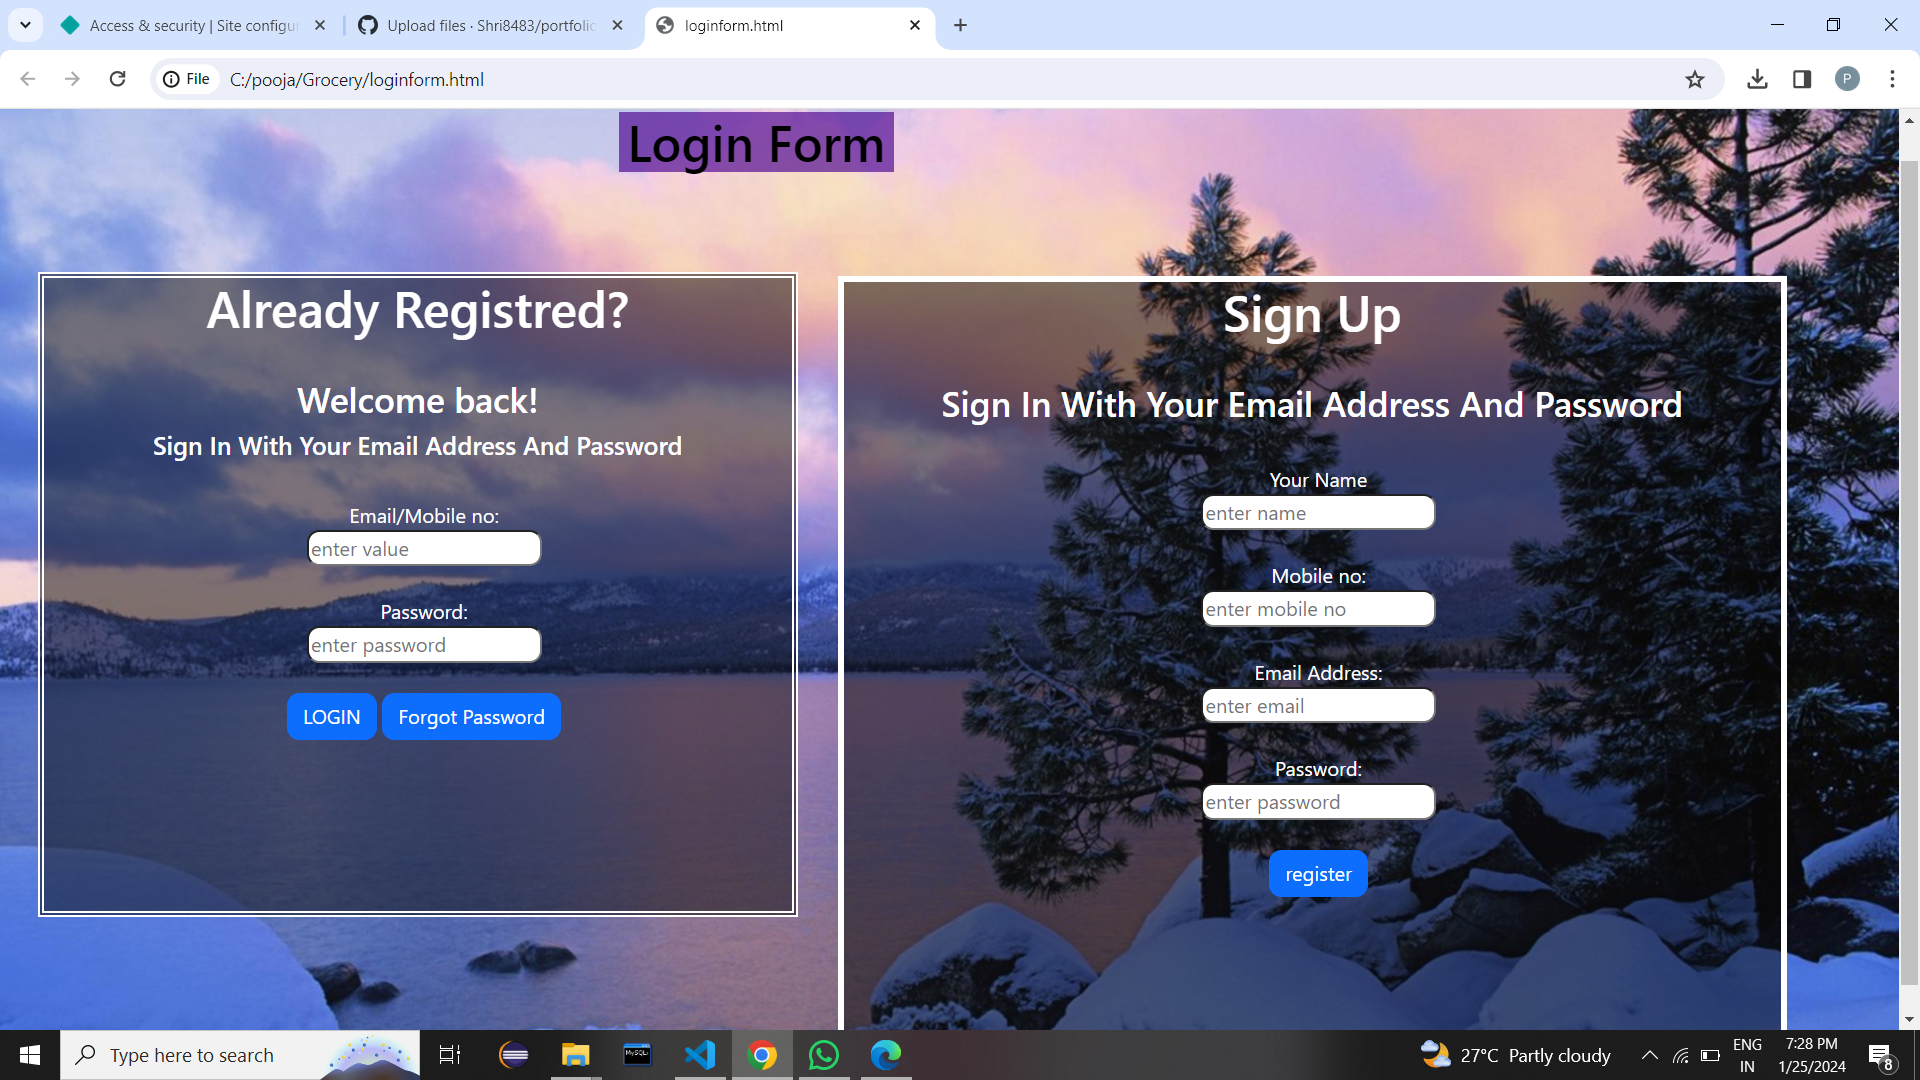 Access & security | Site configur
Upload files · Shri8483/portfolio
loginform.html
File
C:/pooja/Grocery/loginform.html
P
Login Form
Already Registred?
Welcome back!
Sign In With Your Email Address And Password
Email/Mobile no:
enter value
Password:
enter password
LOGIN
Forgot Password
Sign Up
Sign In With Your Email Address And Password
Your Name
enter name
Mobile no:
enter mobile no
Email Address:
enter email
Password:
enter password
register
Type here to search
MySQL
27°C Partly cloudy
ENG
IN
7:28 PM
1/25/2024
8